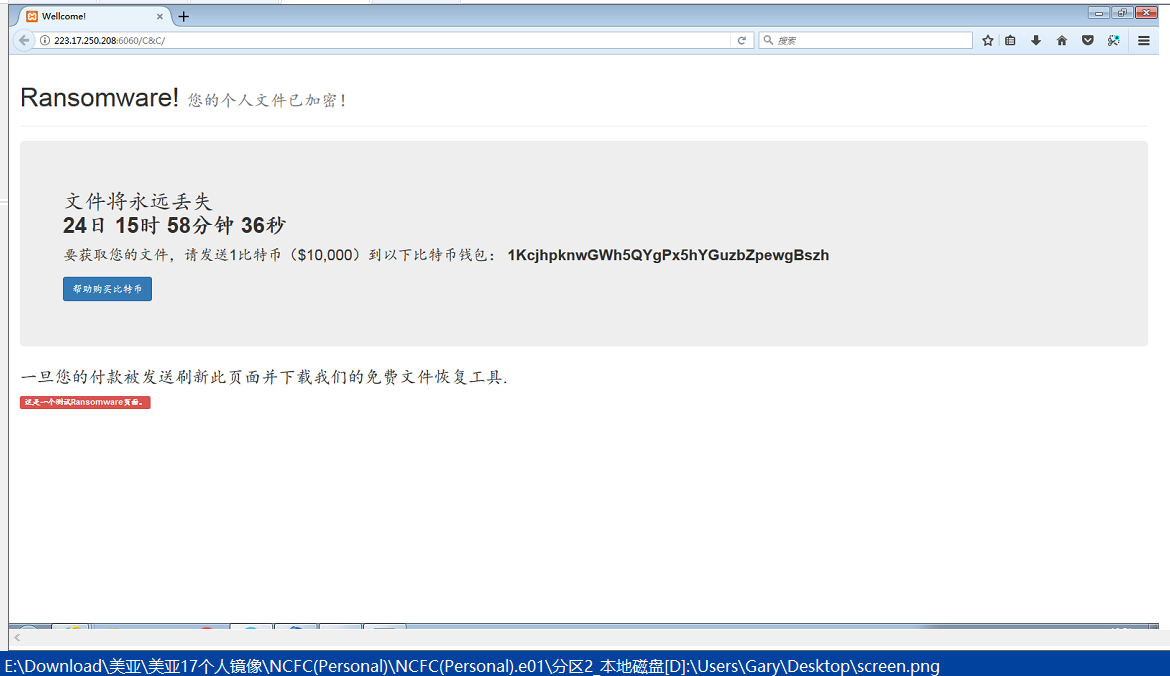 Wellcome!
223.17.250.208:6060/C&C/
搜索
Ransomware! 您的个人文件已加密！
文件将永远丢失
24日 15时 58分钟 36秒
要获取您的文件，请发送1比特币（$10,000）到以下比特币钱包： 1KcjhpknwGWh5QYgPx5hYGuzbZpewgBszh
帮助购买比特币
一旦您的付款被发送刷新此页面并下载我们的免费文件恢复工具.
这是一个测试Ransomware页面。
E:\Download\美亚\美亚17个人镜像\NCFC(Personal)\NCFC(Personal).e01\分区2_本地磁盘[D]:\Users\Gary\Desktop\screen.png